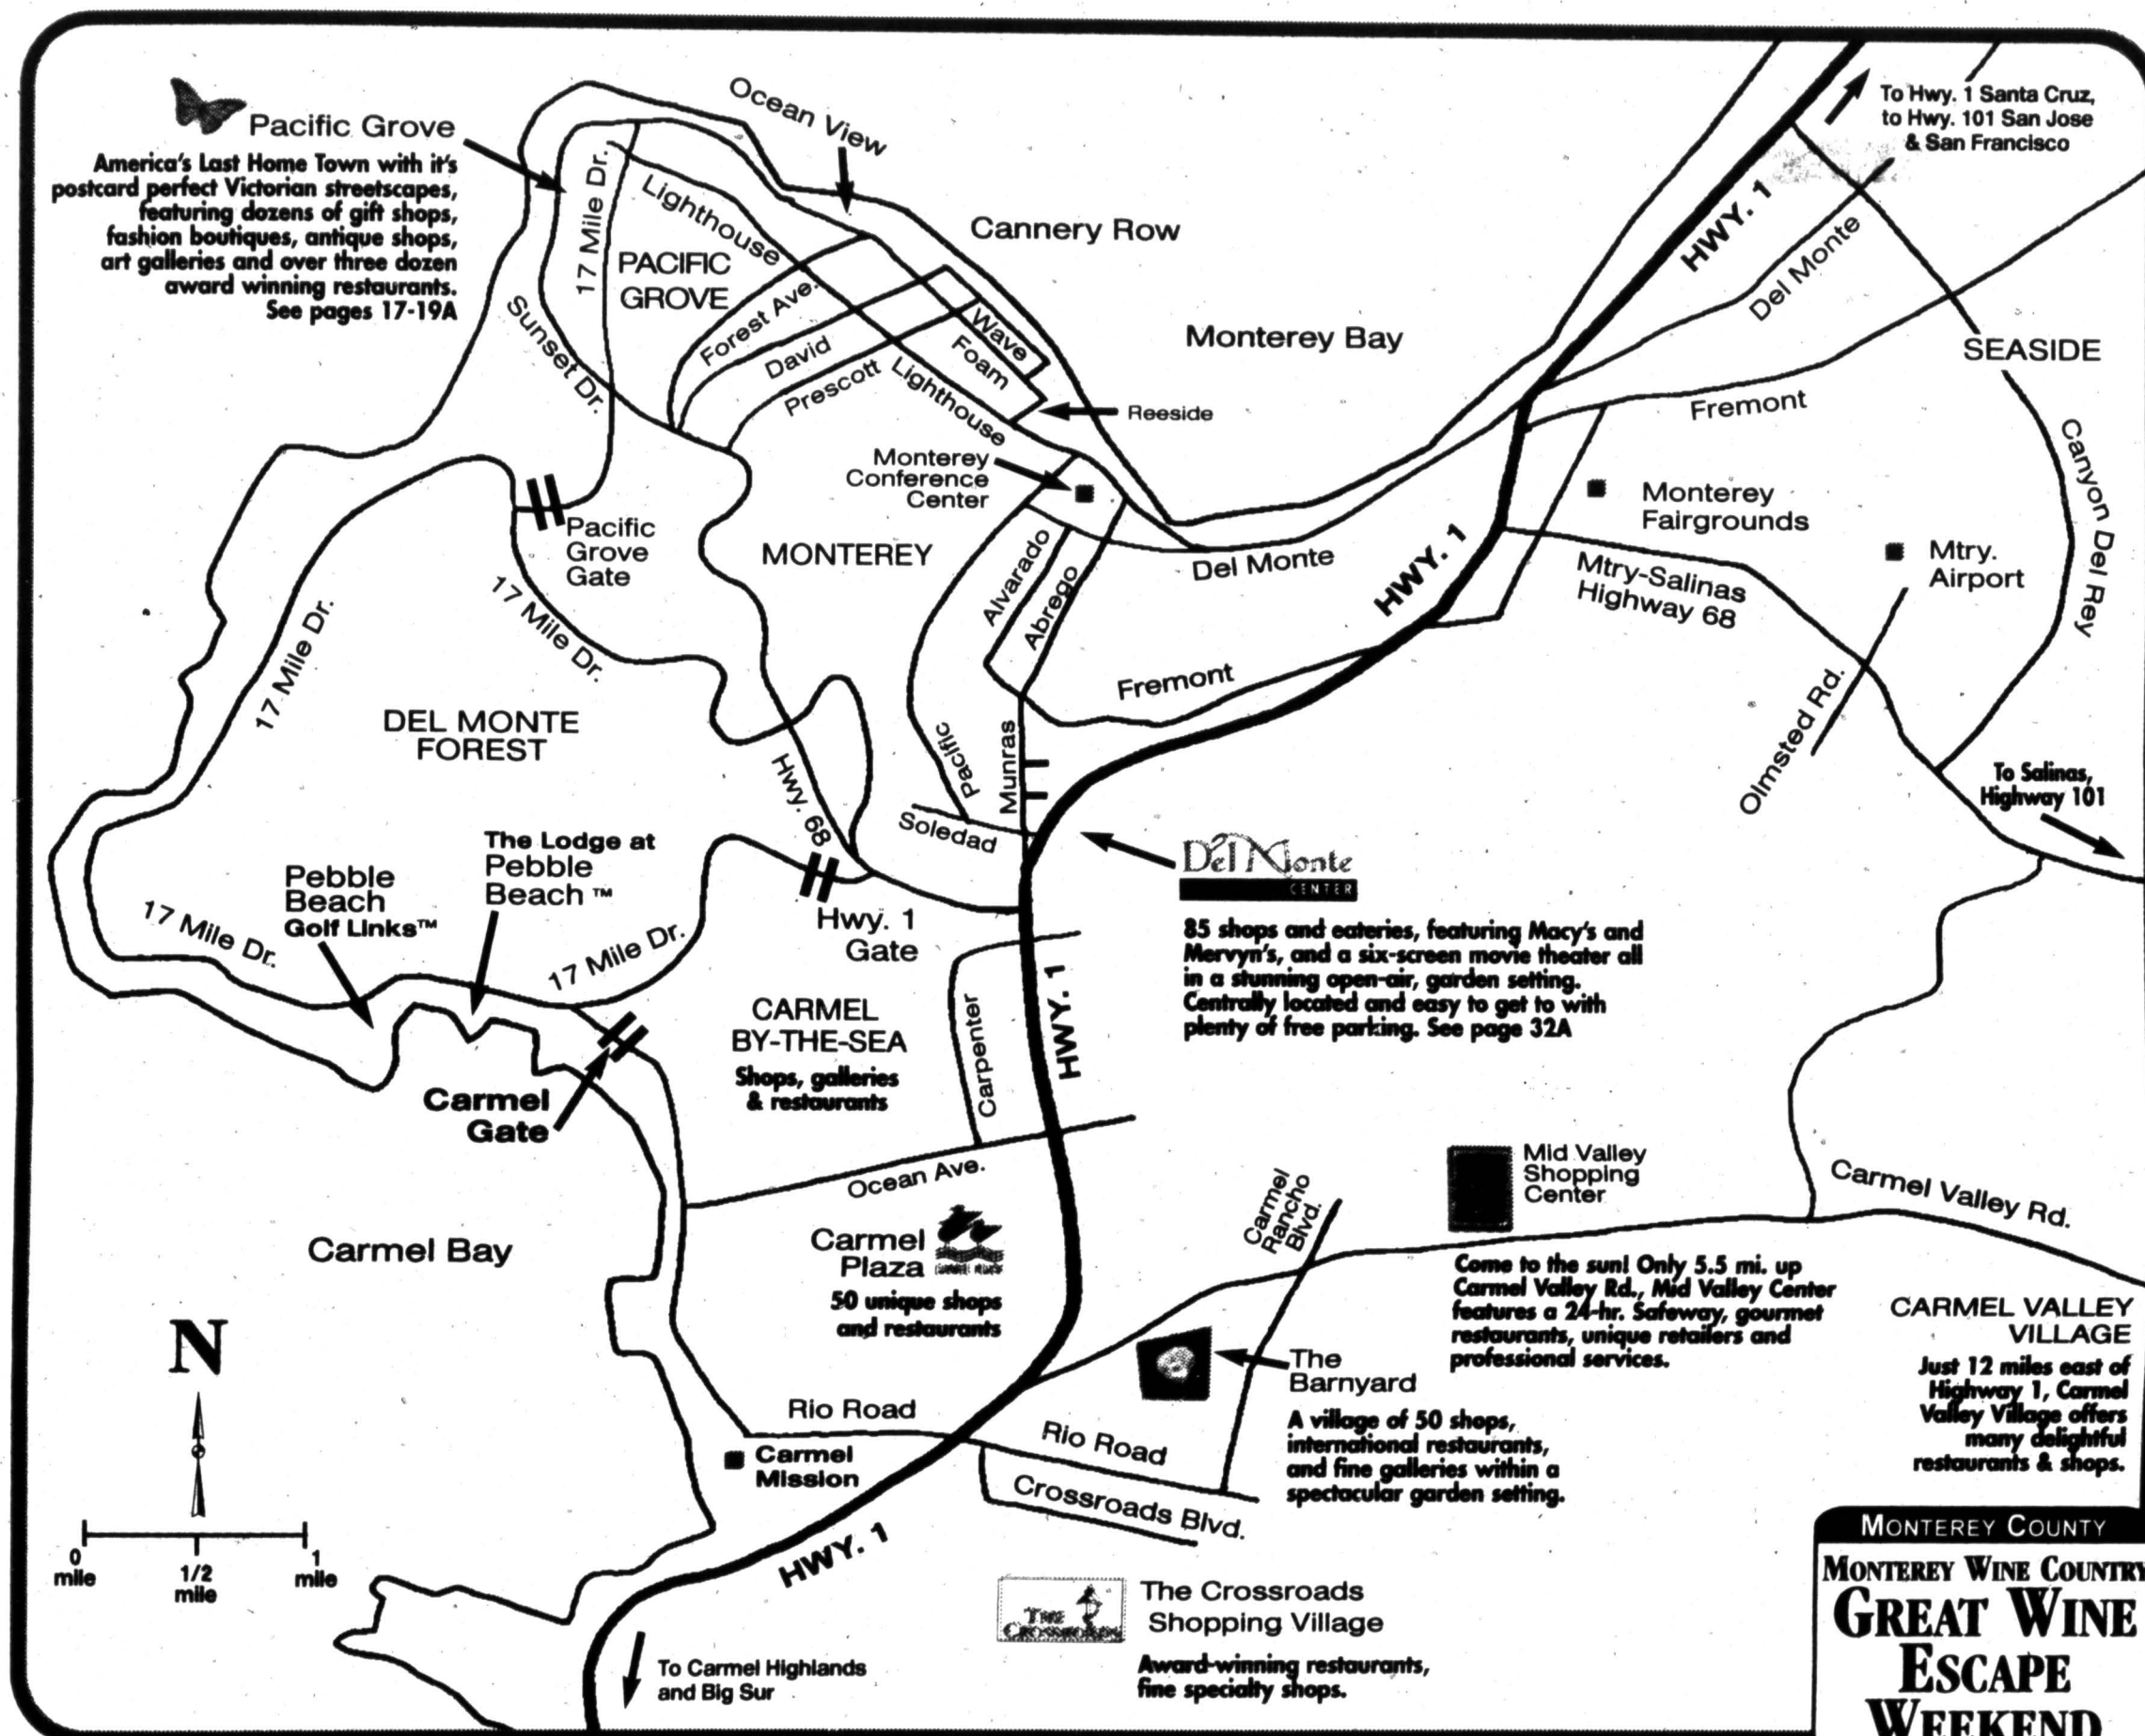 Pacific Grove
America's Last Home Town with it's
postcard perfect Victorian streetscapes,
featuring dozens of gift shops,
fashion boutiques, antique shops,
art galleries and over three dozen
award winning restaurants.
See pages 17-19A
Ocean View
To Hwy. 1 Santa Cruz,
to Hwy. 101 San Jose
& San Francisco
17 Mile Dr.
Lighthouse
PACIFIC
GROVE
Cannery Row
HWY. 1
Del Monte
Sunset Dr.
Forest Ave.
David
Prescott
Lighthouse
Wave
Foam
Reeside
Monterey Bay
SEASIDE
Fremont
Canyon Del Rey
Monterey
Conference
Center
Monterey
Fairgrounds
Mtry.
Airport
Pacific
Grove
Gate
MONTEREY
Alvarado
Abrego
Del Monte
HWY. 1
Mtry-Salinas
Highway 68
17 Mile Dr.
17 Mile Dr.
Fremont
Olmsted Rd.
DEL MONTE
FOREST
Pacific
Munras
Hwy. 68
Soledad
To Salinas,
Highway 101
The Lodge at
Pebble
Beach ™
Pebble
Beach
Golf Links™
Del Monte
CENTER
85 shops and eateries, featuring Macy's and
Mervyn's, and a six-screen movie theater all
in a stunning open-air, garden setting.
Centrally located and easy to get to with
plenty of free parking. See page 32A
17 Mile Dr.
17 Mile Dr.
Hwy. 1
Gate
CARMEL
BY-THE-SEA
Shops, galleries
& restaurants
Carpenter
HWY. 1
Carmel
Gate
Ocean Ave.
Carmel
Rancho
Blvd.
Mid Valley
Shopping
Center
Carmel Valley Rd.
Come to the sun! Only 5.5 mi. up
Carmel Valley Rd., Mid Valley Center
features a 24-hr. Safeway, gourmet
restaurants, unique retailers and
professional services.
Carmel Bay
Carmel
Plaza
50 unique shops
and restaurants
CARMEL VALLEY
VILLAGE
Just 12 miles east of
Highway 1, Carmel
Valley Village offers
many delightful
restaurants & shops.
N
The
Barnyard
A village of 50 shops,
international restaurants,
and fine galleries within a
spectacular garden setting.
Rio Road
Rio Road
Carmel
Mission
Crossroads Blvd.
HWY. 1
0
mile
1/2
mile
1
mile
The
Crossroads
The Crossroads
Shopping Village
Award-winning restaurants,
fine specialty shops.
To Carmel Highlands
and Big Sur
MONTEREY COUNTY
MONTEREY WINE COUNTRY
GREAT WINE
ESCAPE
WEEKEND